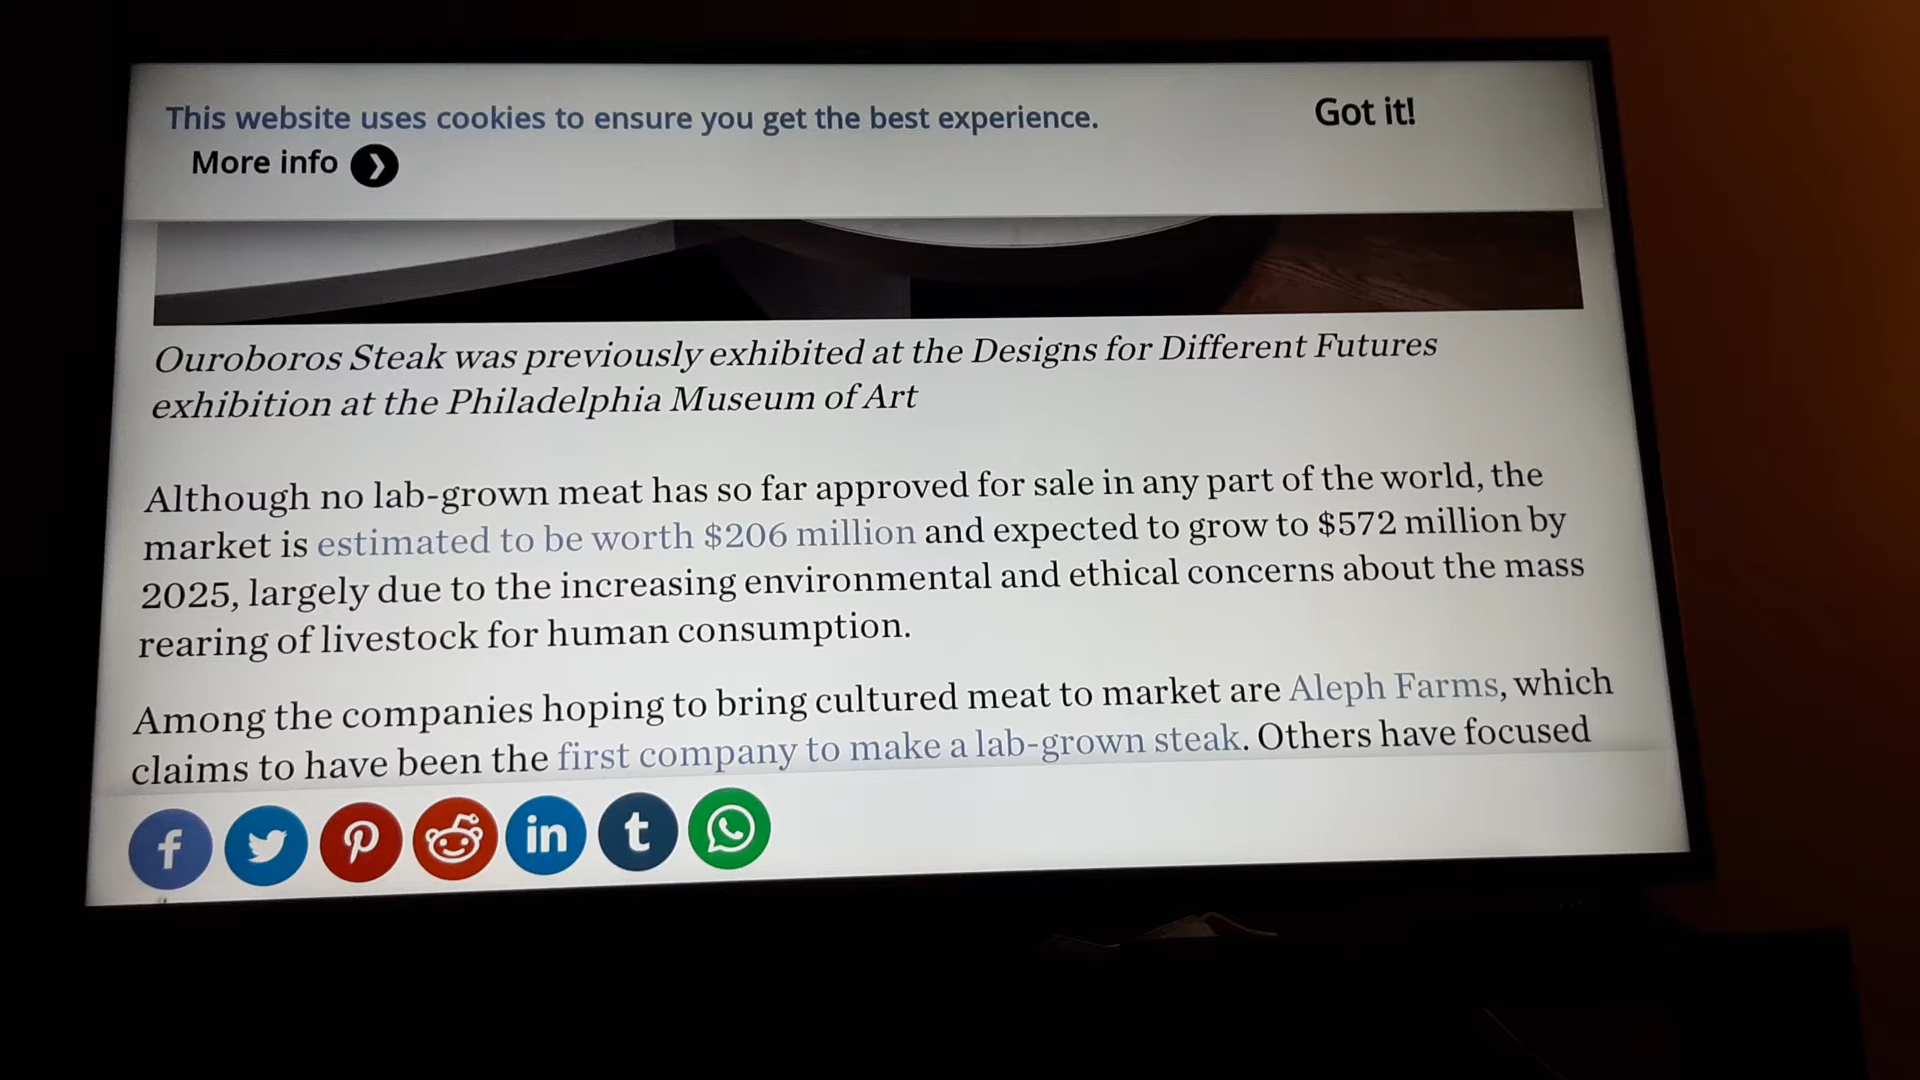 This website uses cookies to ensure you get the best experience.
Got it!
More info
Ouroboros Steak was previously exhibited at the Designs for Different Futures
exhibition at the Philadelphia Museum of Art
Although no lab-grown meat has so far approved for sale in any part of the world, the
market is estimated to be worth $206 million and expected to grow to $572 million by
2025, largely due to the increasing environmental and ethical concerns about the mass
rearing of livestock for human consumption.
Among the companies hoping to bring cultured meat to market are Aleph Farms, which
claims to have been the first company to make a lab-grown steak. Others have focused